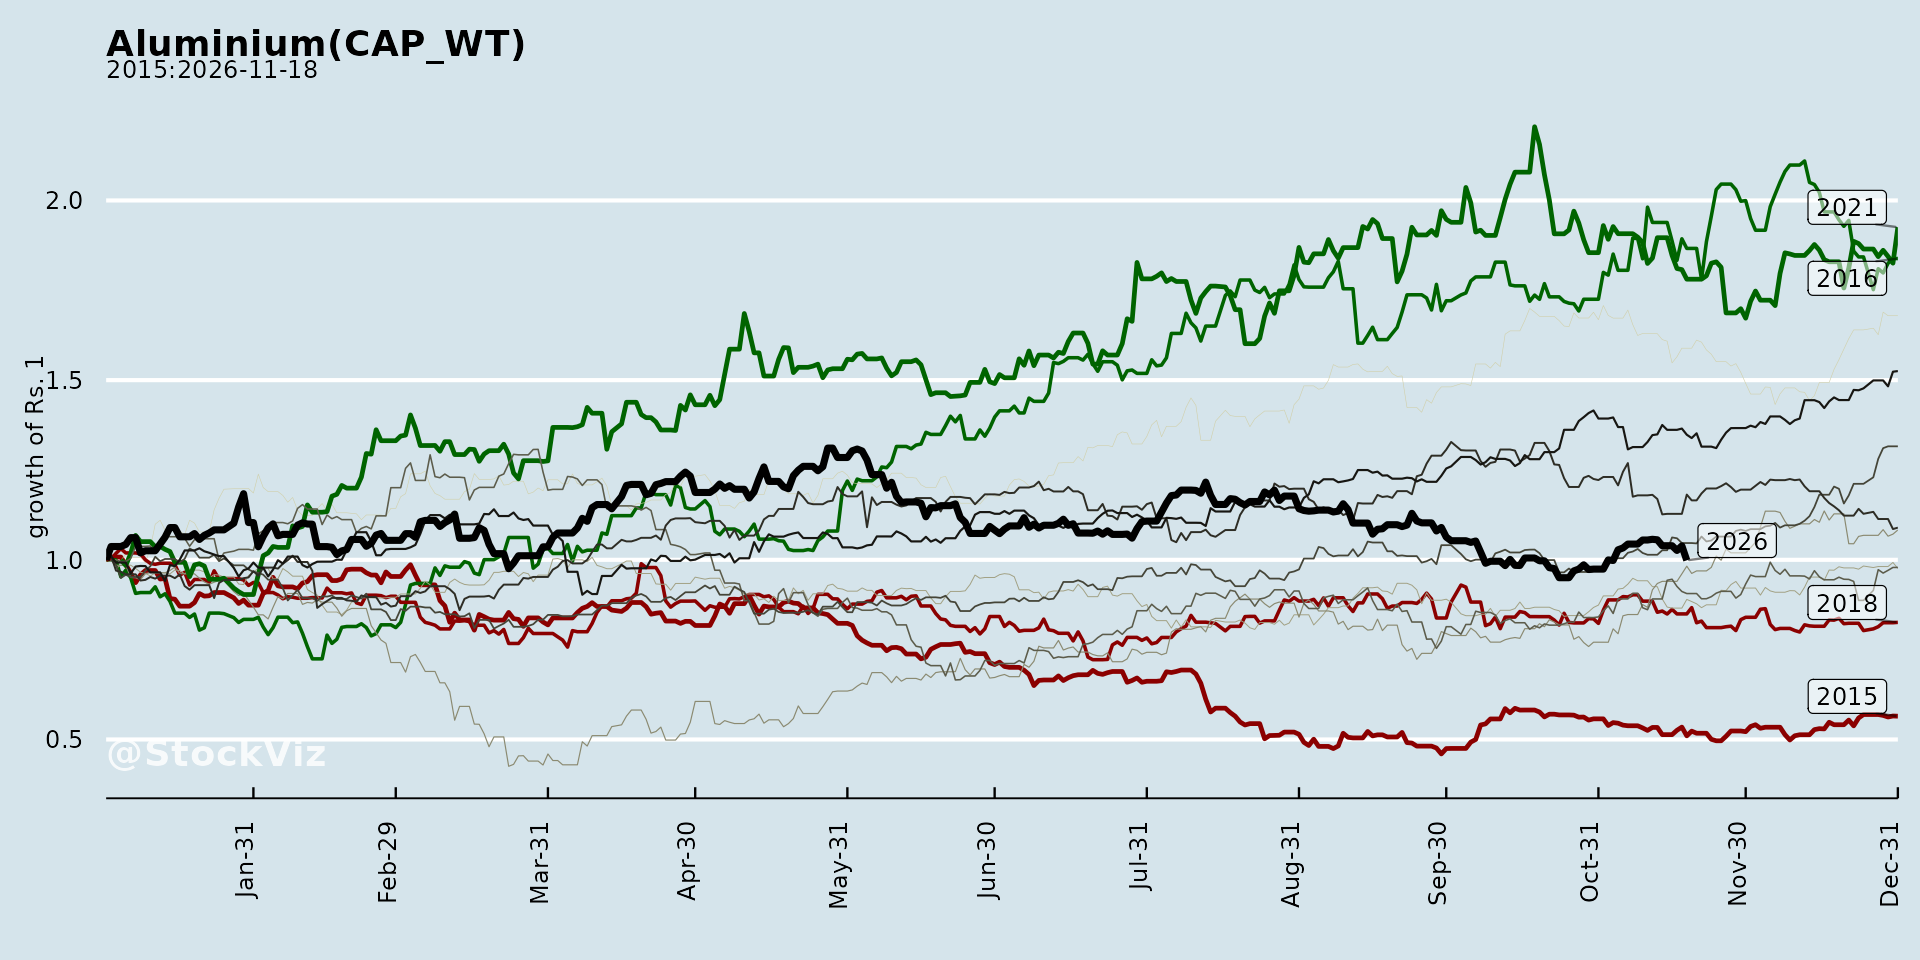 Aluminium(CAP_WT)
2015:2026-11-18
growth of Rs. 1
2.0
1.5
1.0
0.5
2021
2016
2026
2018
2015
@StockViz
Jan-31
Feb-29
Mar-31
Apr-30
May-31
Jun-30
Jul-31
Aug-31
Sep-30
Oct-31
Nov-30
Dec-31